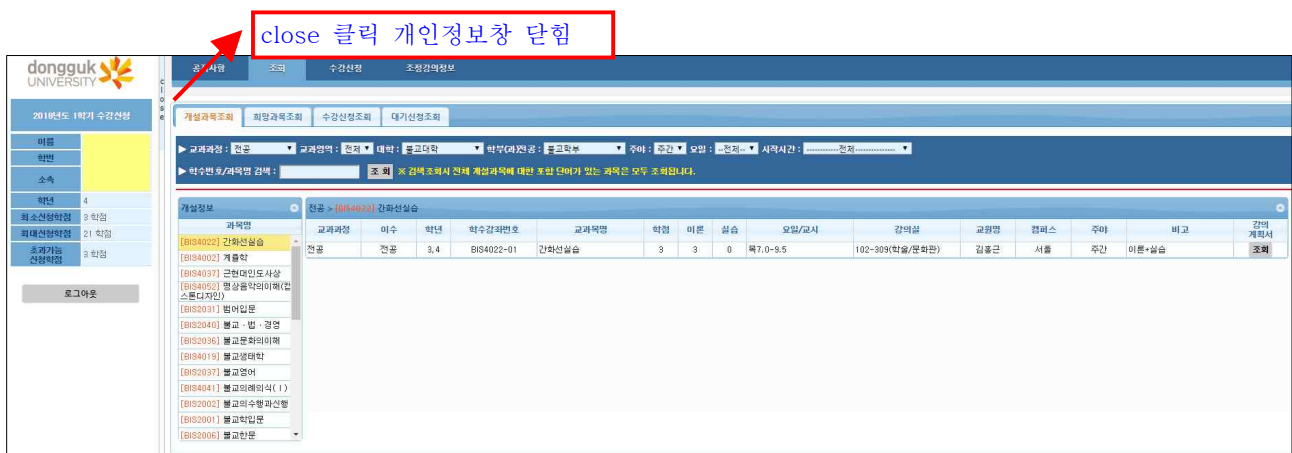 close 클릭 개인정보창 닫힘
dongguk
UNIVERSITY
close
조회
수강신청
조정강의정보
2018년도 1학기 수강신청
개설과목조회
희망과목조회
수강신청조회
대기신청조회
이름
학번
소속
학년 4
최소신청학점 3 학점
최대신청학점 21 학점
초과가능
신청학점
3 학점
로그아웃
▶ 교과과정 : 전공 ▼ 교과영역 : 전체 ▼ 대학 : 불교대학 ▼ 학부(과)전공 : 불교학부 ▼ 주야 : 주간 ▼ 요일 : --전체-- ▼ 시작시간 : ------------전체-------------- ▼
▶ 학수번호/과목명 검색 : 조 회 ※ 검색조회시 전체 개설과목에 대한 포함 단어가 있는 과목은 모두 조회됩니다.
개설정보
전공 > [BIS4022] 간화선실습
과목명
교과과정 이수 학년 학수강좌번호 교과목명 학점 이론 실습 요일/교시 강의실 교원명 캠퍼스 주야 비고 강의
계획서
전공 전공 3, 4 BIS4022-01 간화선실습 3 3 0 목7.0-9.5 102-309(학술/문화관) 김홍근 서울 주간 이론+실습 조회
[BIS4022] 간화선실습
[BIS4002] 계율학
[BIS4037] 근현대인도사상
[BIS4052] 명상음악의이해(캡
스톤디자인)
[BIS2031] 범어입문
[BIS2040] 불교 · 법 · 경영
[BIS2036] 불교문화의이해
[BIS4019] 불교생태학
[BIS2037] 불교영어
[BIS4041] 불교의례의식(Ⅰ)
[BIS2002] 불교의수행과신행
[BIS2001] 불교학입문
[BIS2006] 불교한문